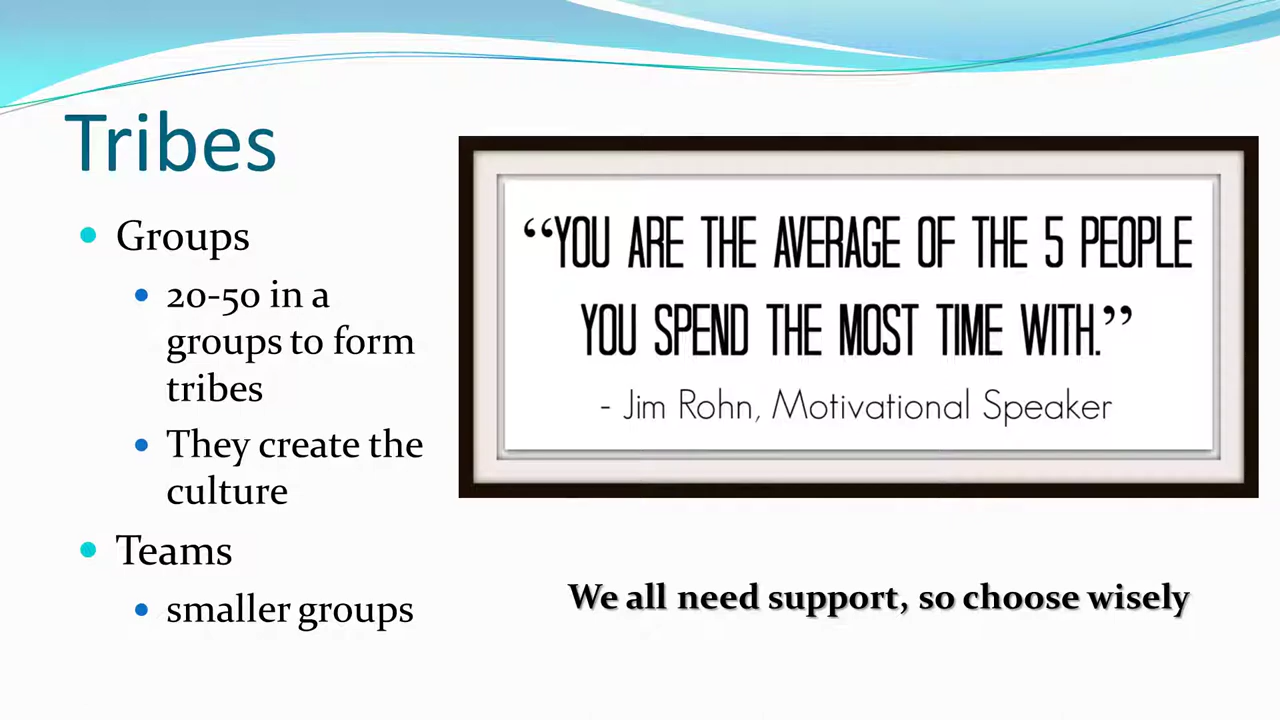 Tribes
Groups
20-50 in a
groups to form
tribes
They create the
culture
Teams
smaller groups
“YOU ARE THE AVERAGE OF THE 5 PEOPLE
YOU SPEND THE MOST TIME WITH.”
- Jim Rohn, Motivational Speaker
We all need support, so choose wisely